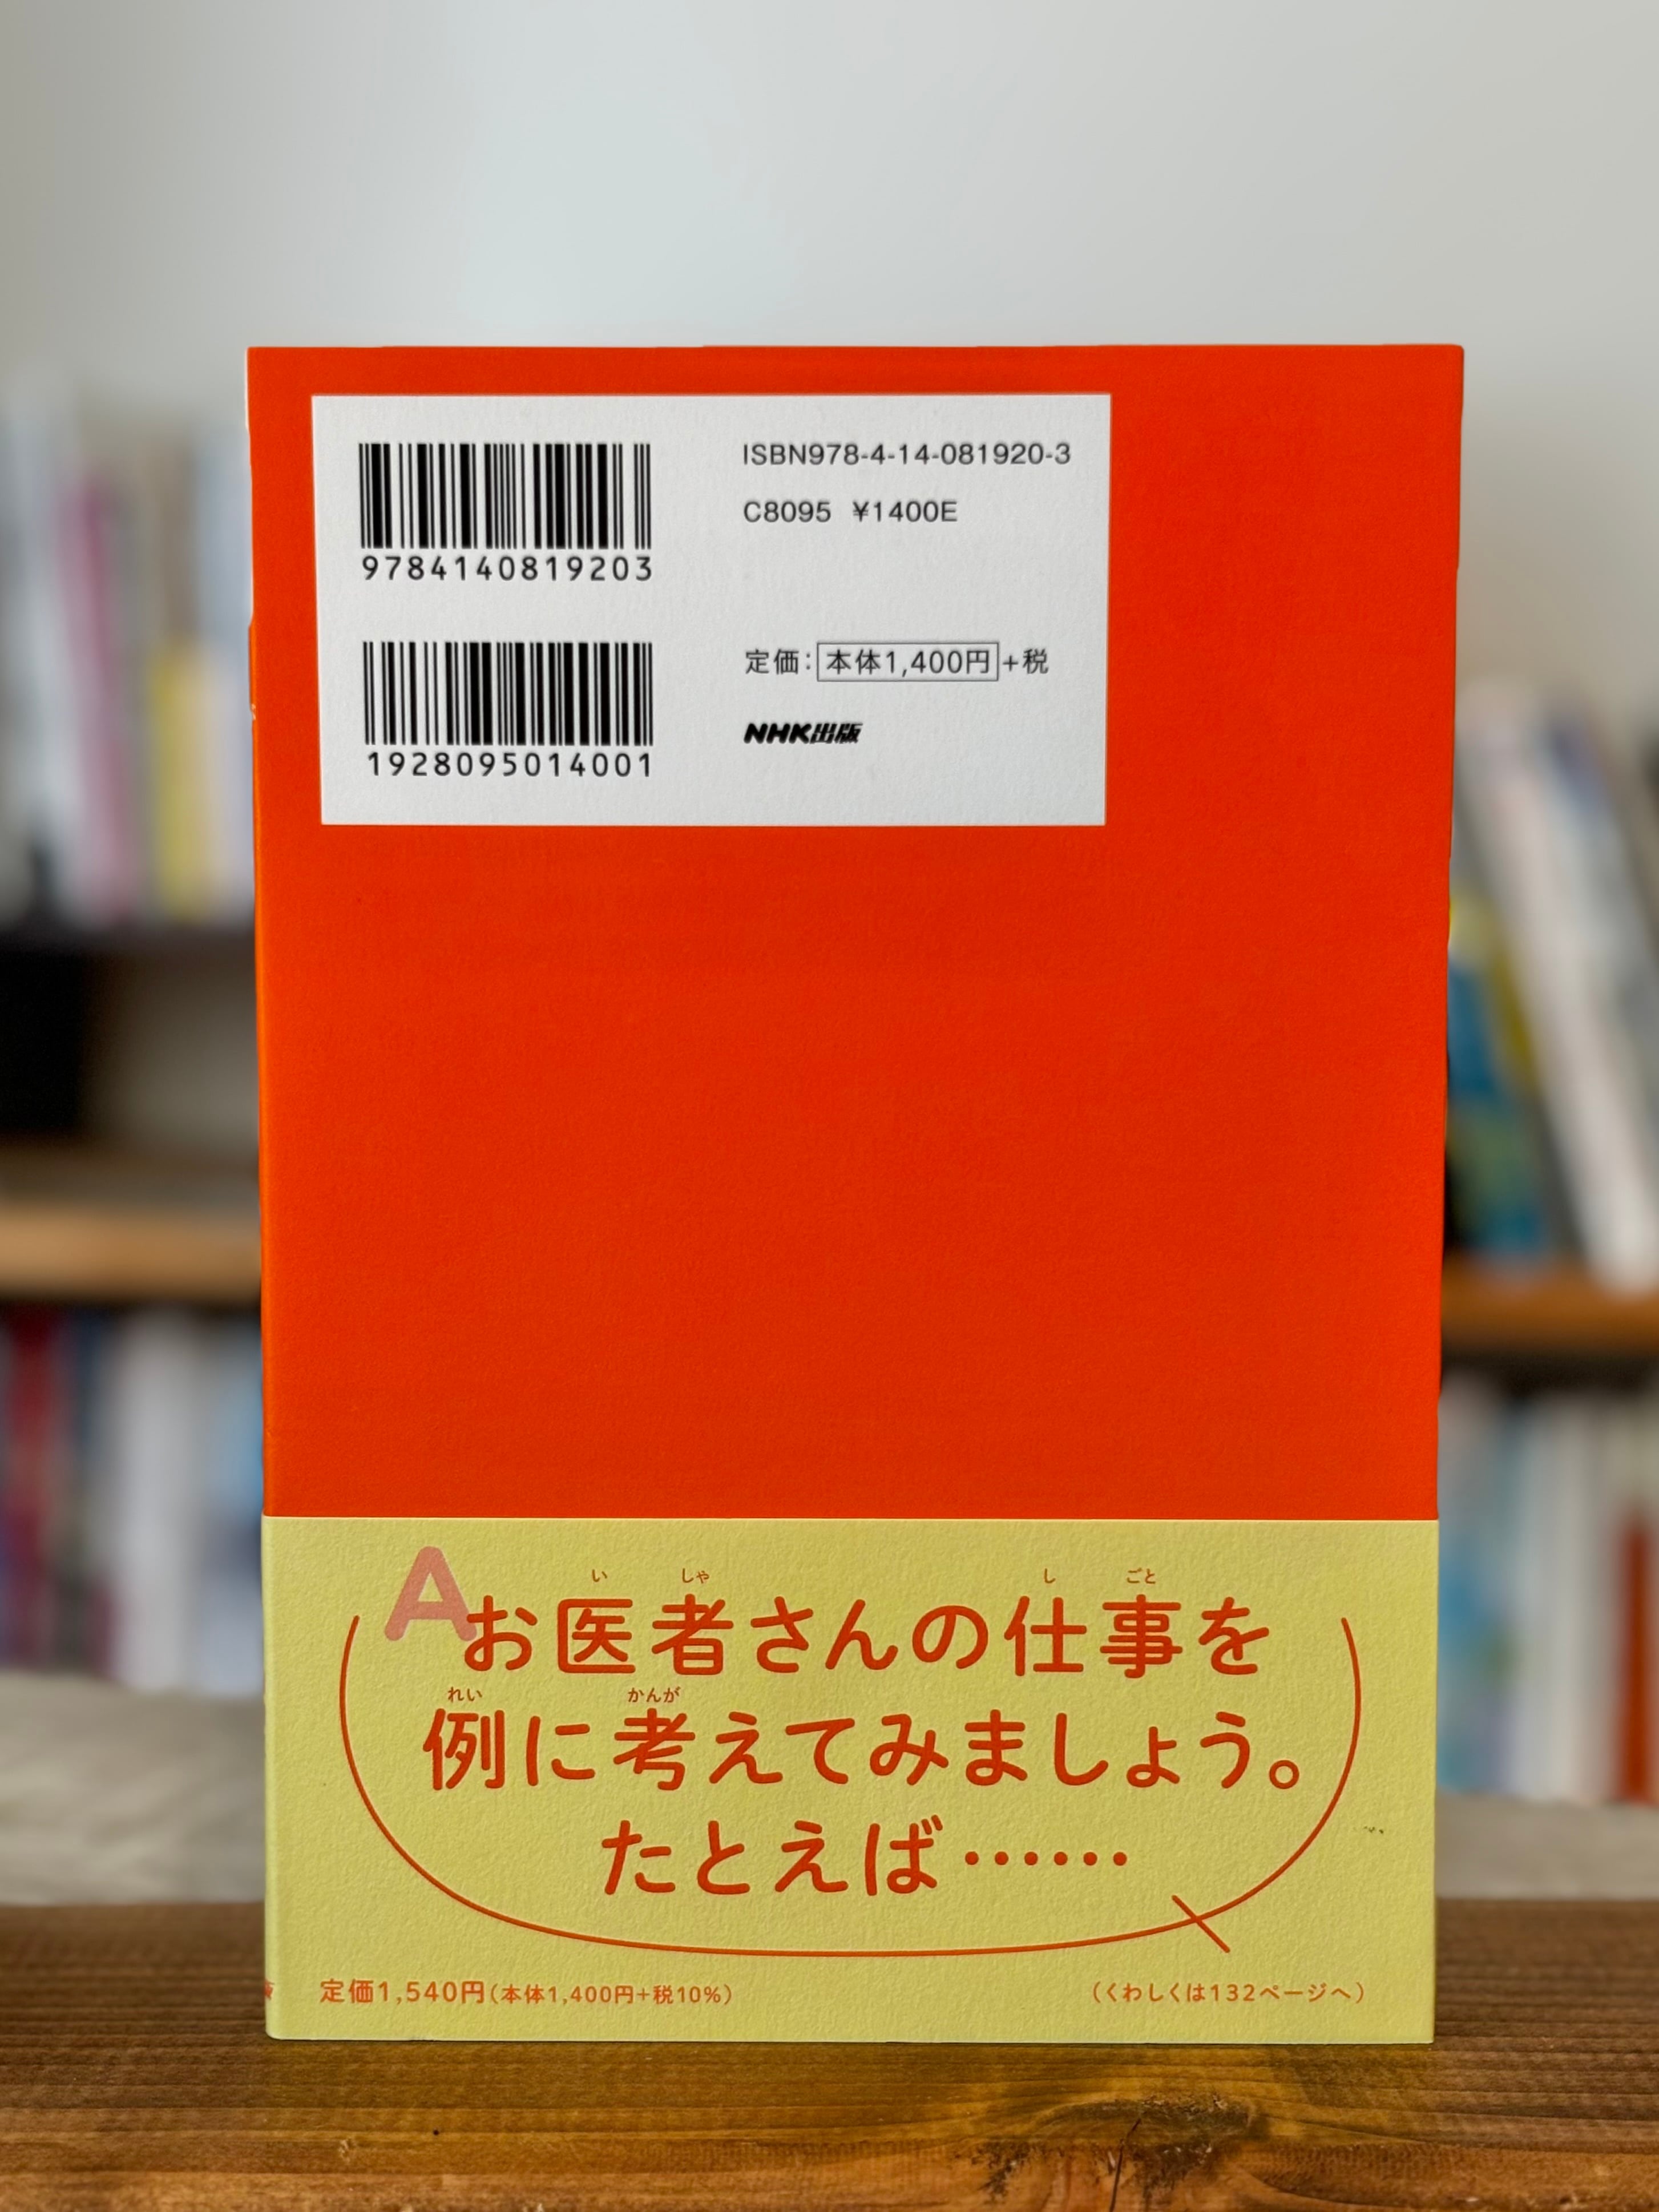 ISBN978-4-14-081920-3
C8095 ¥1400E
9784140819203
定価：本体1,400円+税
NHK出版
1928095014001
A
い しゃ し ごと
お医者さんの仕事を
れい かんが
例に考えてみましょう。
たとえば……
定価1,540円（本体1,400円+税10%）
（くわしくは132ページへ）